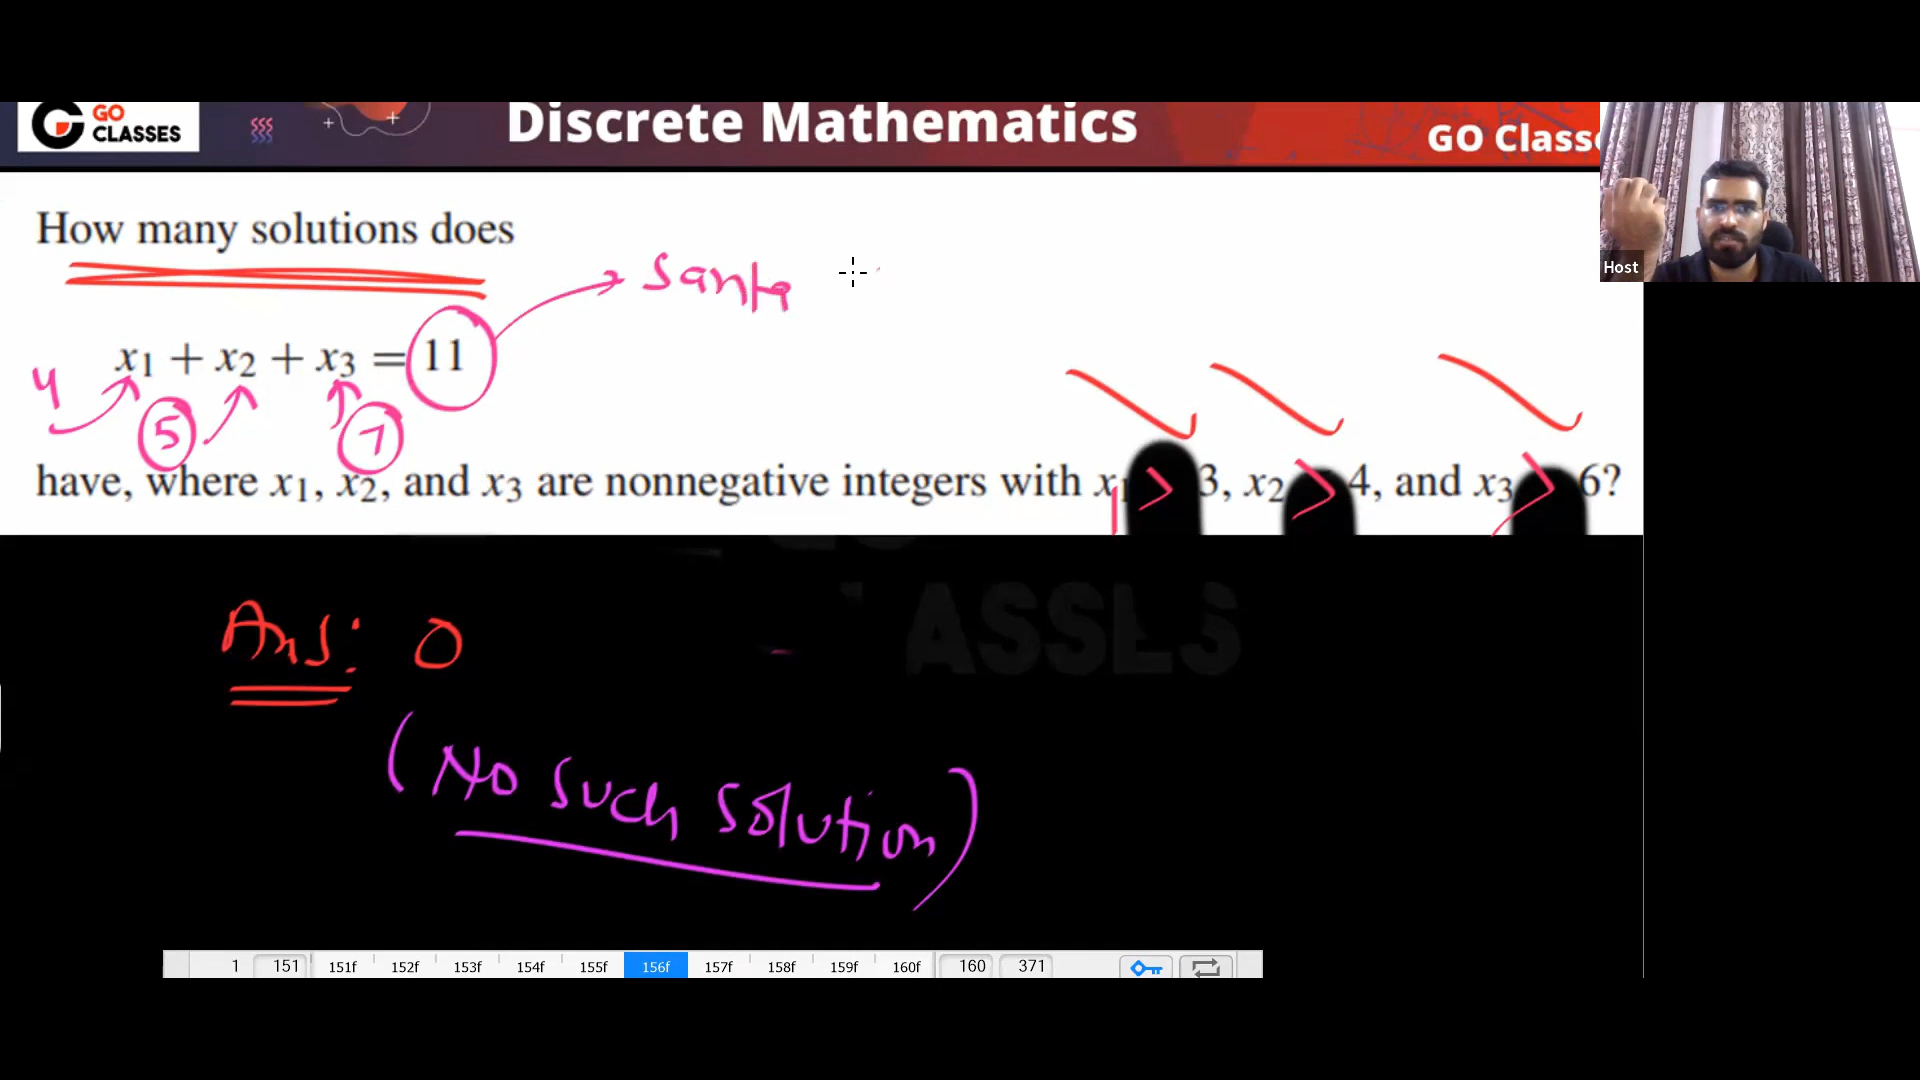 GO
CLASSES
Discrete Mathematics
GO Classe
Host
How many solutions does
Santa
x1 + x2 + x3 = 11
4
5
7
have, where x1, x2, and x3 are nonnegative integers with x1 > 3, x2 > 4, and x3 > 6?
ASSES
Ans: 0
(No such solution)
1 151 151f 152f 153f 154f 155f 156f 157f 158f 159f 160f 160 371